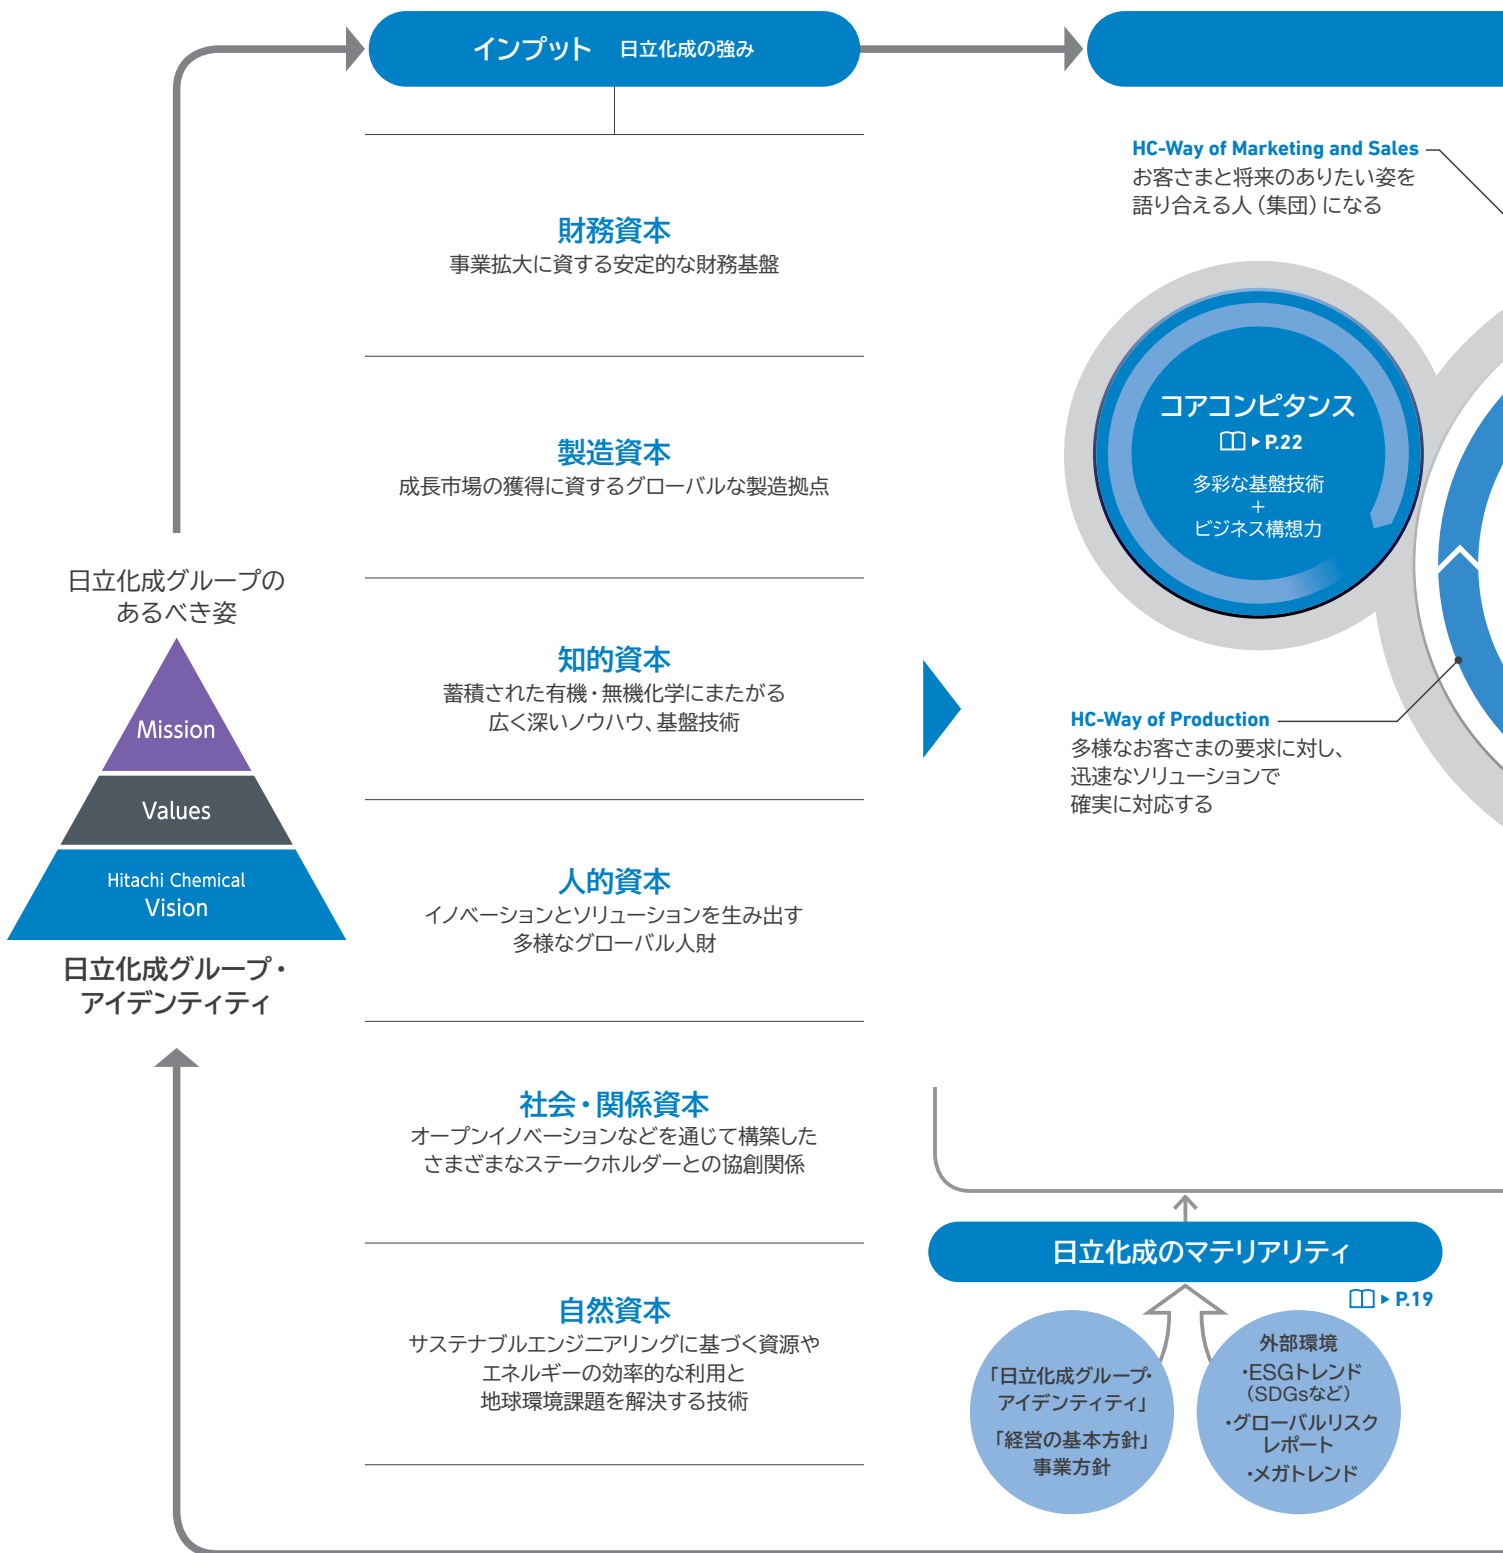 インプット 日立化成の強み
財務資本
事業拡大に資する安定的な財務基盤
製造資本
成長市場の獲得に資するグローバルな製造拠点
知的資本
蓄積された有機・無機化学にまたがる
広く深いノウハウ、基盤技術
人的資本
イノベーションとソリューションを生み出す
多様なグローバル人財
社会・関係資本
オープンイノベーションなどを通じて構築した
さまざまなステークホルダーとの協創関係
自然資本
サステナブルエンジニアリングに基づく資源や
エネルギーの効率的な利用と
地球環境課題を解決する技術
日立化成グループの
あるべき姿
Mission
Values
Hitachi Chemical
Vision
日立化成グループ・
アイデンティティ
HC-Way of Marketing and Sales
お客さまと将来のありたい姿を
語り合える人(集団)になる
コアコンピタンス
P.22
多彩な基盤技術
+
ビジネス構想力
HC-Way of Production
多様なお客さまの要求に対し、
迅速なソリューションで
確実に対応する
日立化成のマテリアリティ
P.19
「日立化成グループ・
アイデンティティ」
「経営の基本方針」
事業方針
外部環境
・ESGトレンド
(SDGsなど)
・グローバルリスク
レポート
・メガトレンド